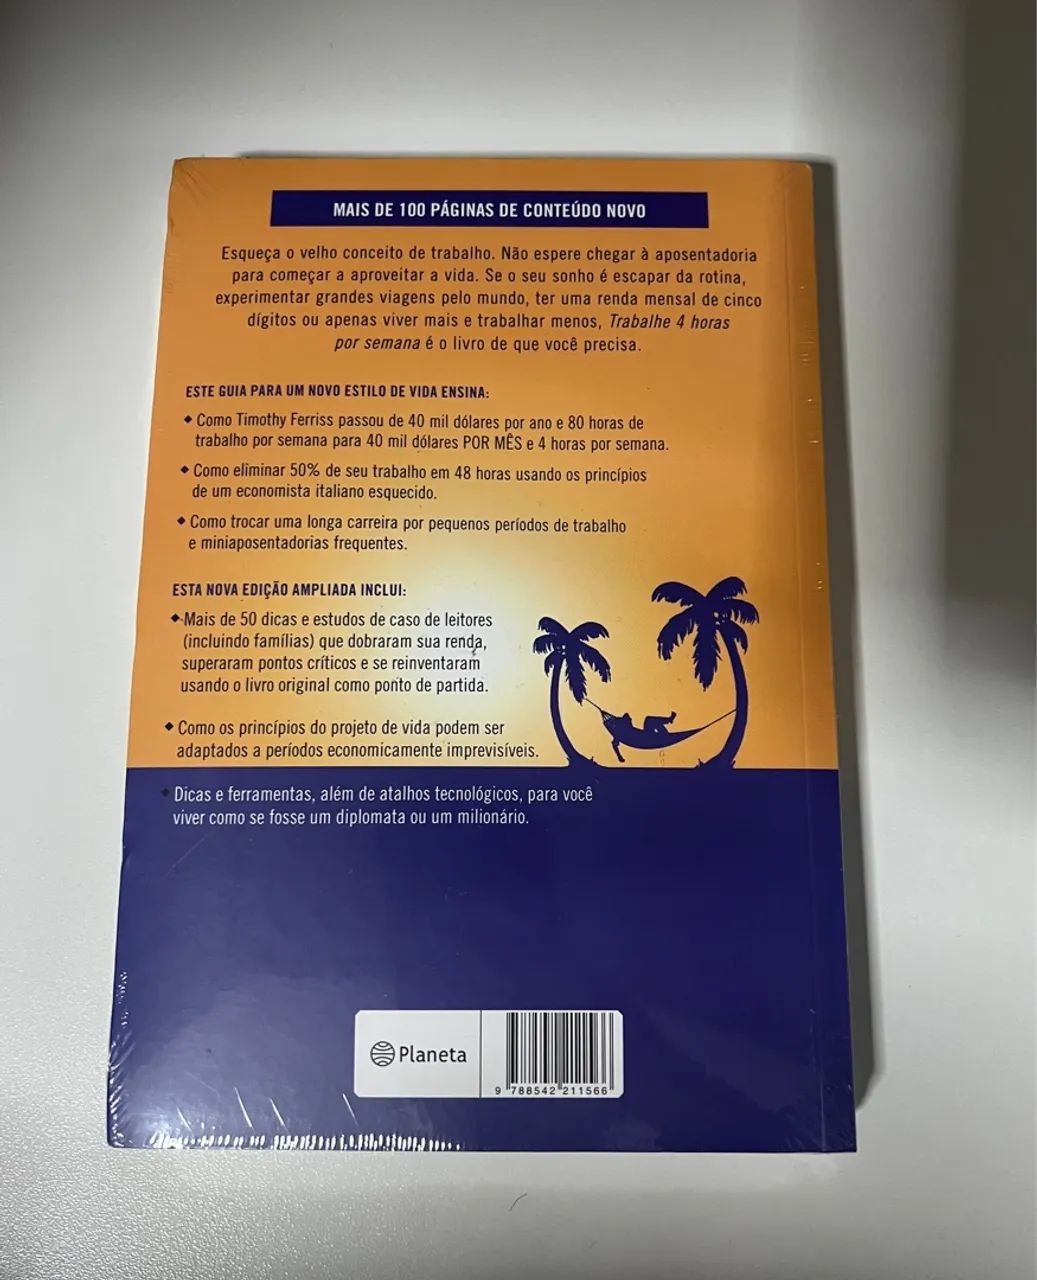 MAIS DE 100 PÁGINAS DE CONTEÚDO NOVO
Esqueça o velho conceito de trabalho. Não espere chegar à aposentadoria
para começar a aproveitar a vida. Se o seu sonho é escapar da rotina,
experimentar grandes viagens pelo mundo, ter uma renda mensal de cinco
dígitos ou apenas viver mais e trabalhar menos, Trabalhe 4 horas
por semana é o livro de que você precisa.
ESTE GUIA PARA UM NOVO ESTILO DE VIDA ENSINA:
◆ Como Timothy Ferriss passou de 40 mil dólares por ano e 80 horas de
trabalho por semana para 40 mil dólares POR MÊS e 4 horas por semana.
◆ Como eliminar 50% de seu trabalho em 48 horas usando os princípios
de um economista italiano esquecido.
◆ Como trocar uma longa carreira por pequenos períodos de trabalho
e miniaposentadorias frequentes.
ESTA NOVA EDIÇÃO AMPLIADA INCLUI:
◆ Mais de 50 dicas e estudos de caso de leitores
(incluindo famílias) que dobraram sua renda,
superaram pontos críticos e se reinventaram
usando o livro original como ponto de partida.
◆ Como os princípios do projeto de vida podem ser
adaptados a períodos economicamente imprevisíveis.
◆ Dicas e ferramentas, além de atalhos tecnológicos, para você
viver como se fosse um diplomata ou um milionário.
Planeta
9 788542 211566